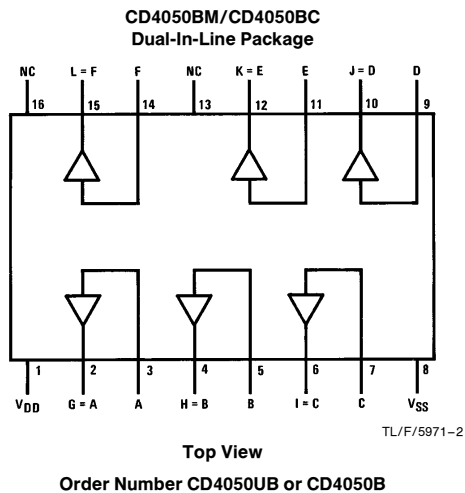 CD4050BM/CD4050BC
Dual-In-Line Package
NC L = F F NC K = E E J = D D
16 15 14 13 12 11 10 9
1 2 3 4 5 6 7 8
VDD G = A A H = B B I = C C VSS
TL/F/5971–2
Top View
Order Number CD4050UB or CD4050B